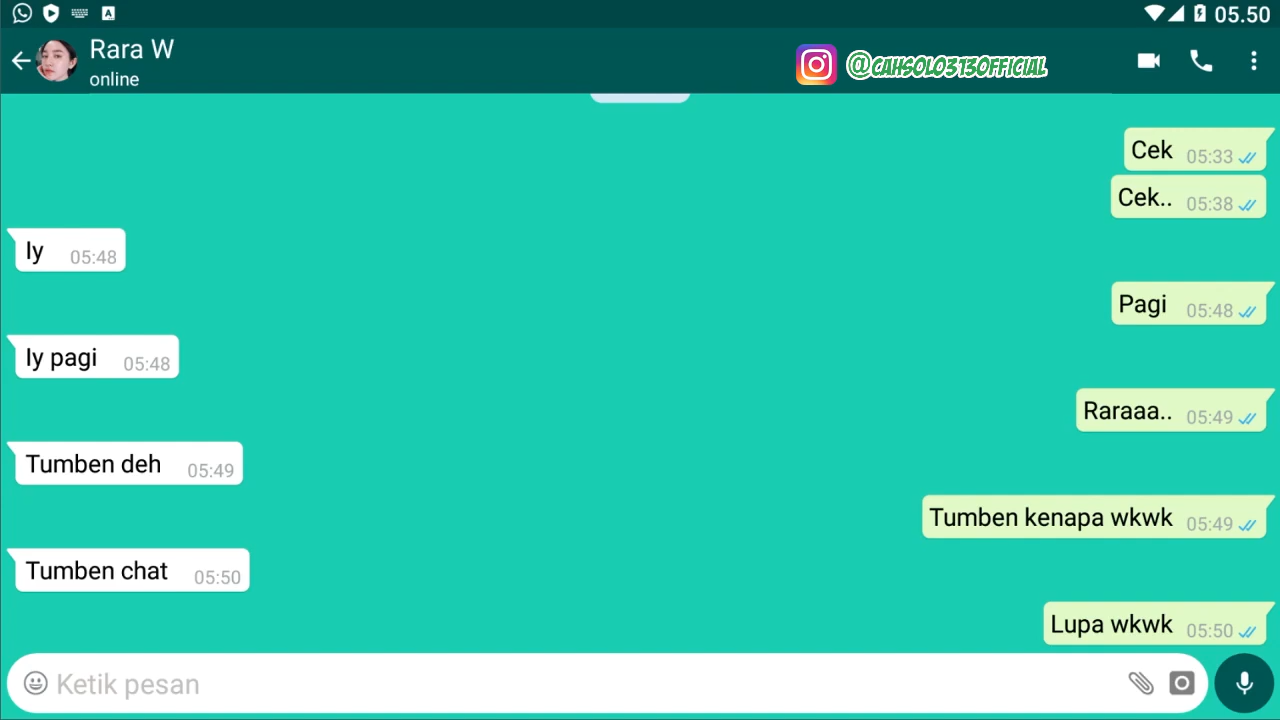 05.50
Rara W
online
@CAHSOLO313OFFICIAL
Cek 05:33
Cek.. 05:38
Iy 05:48
Pagi 05:48
Iy pagi 05:48
Raraaa.. 05:49
Tumben deh 05:49
Tumben kenapa wkwk 05:49
Tumben chat 05:50
Lupa wkwk 05:50
Ketik pesan